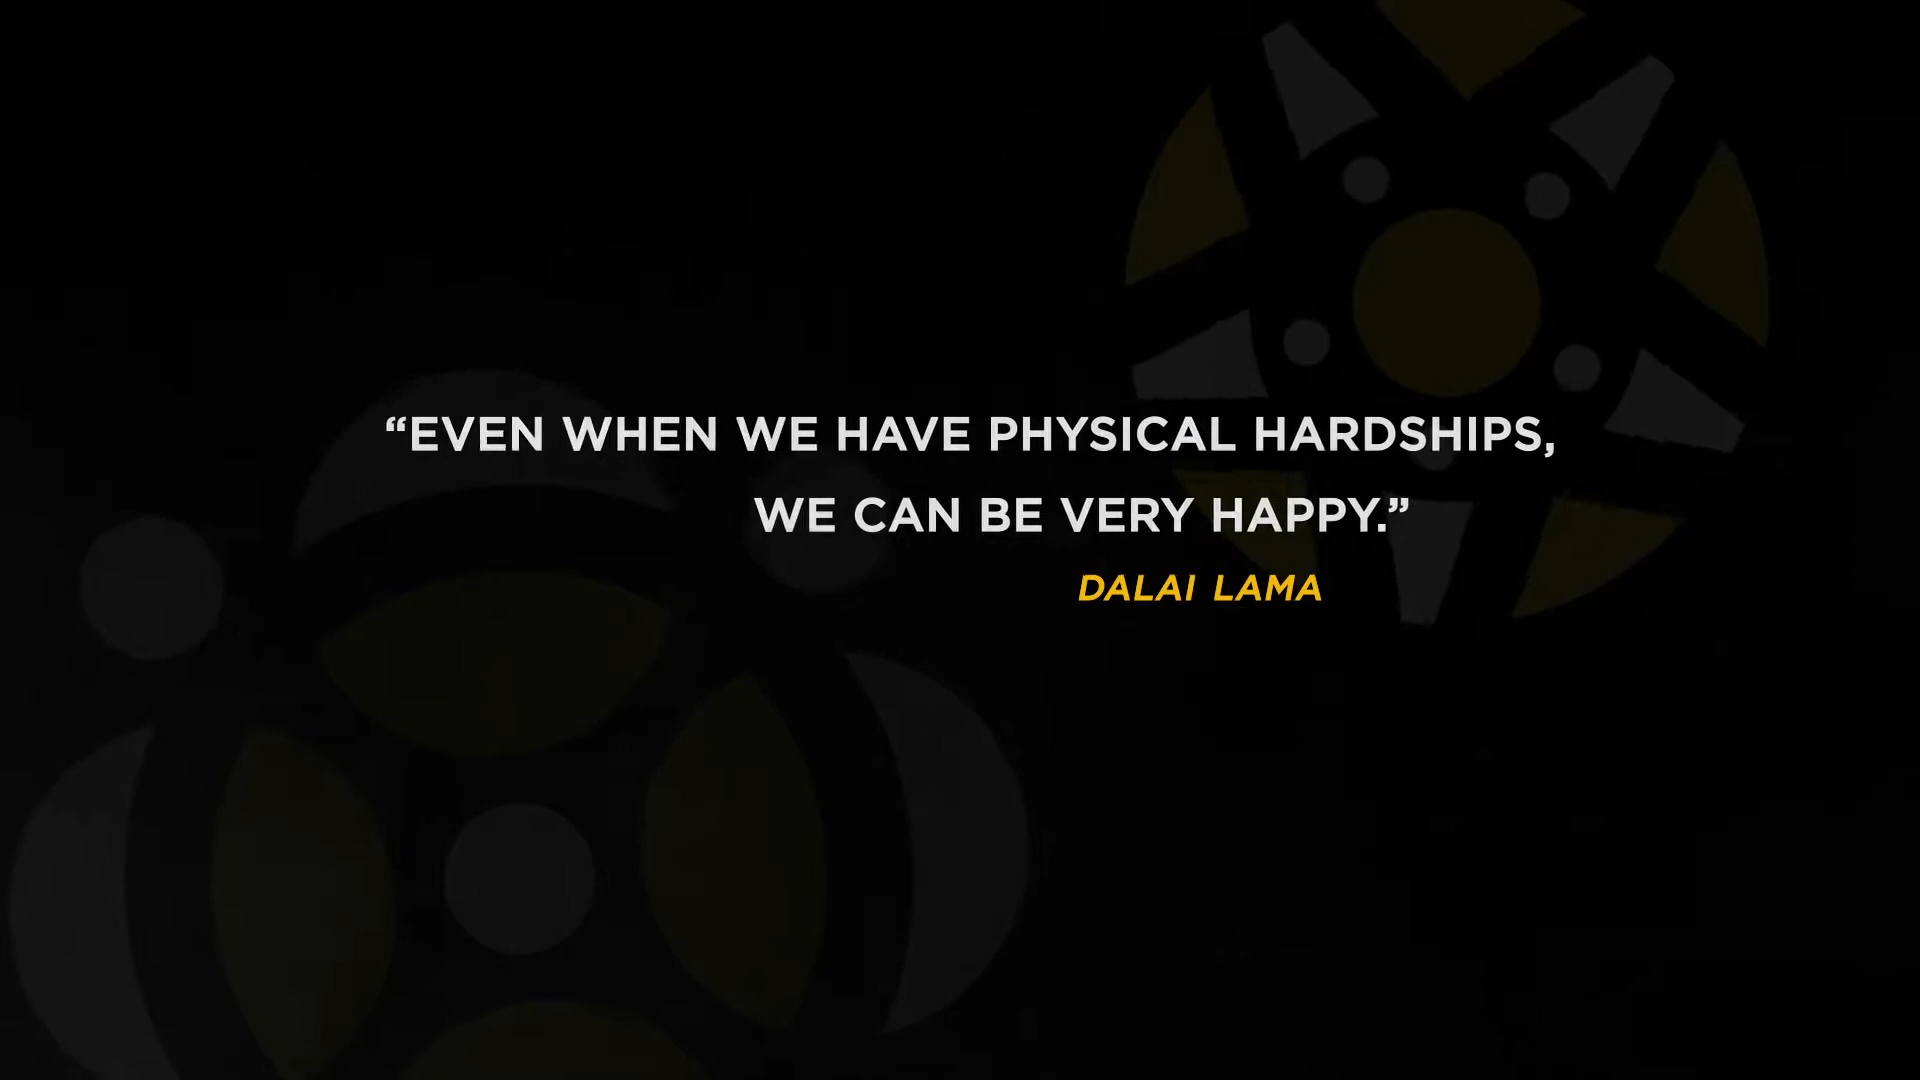 “EVEN WHEN WE HAVE PHYSICAL HARDSHIPS,
WE CAN BE VERY HAPPY.”
DALAI LAMA